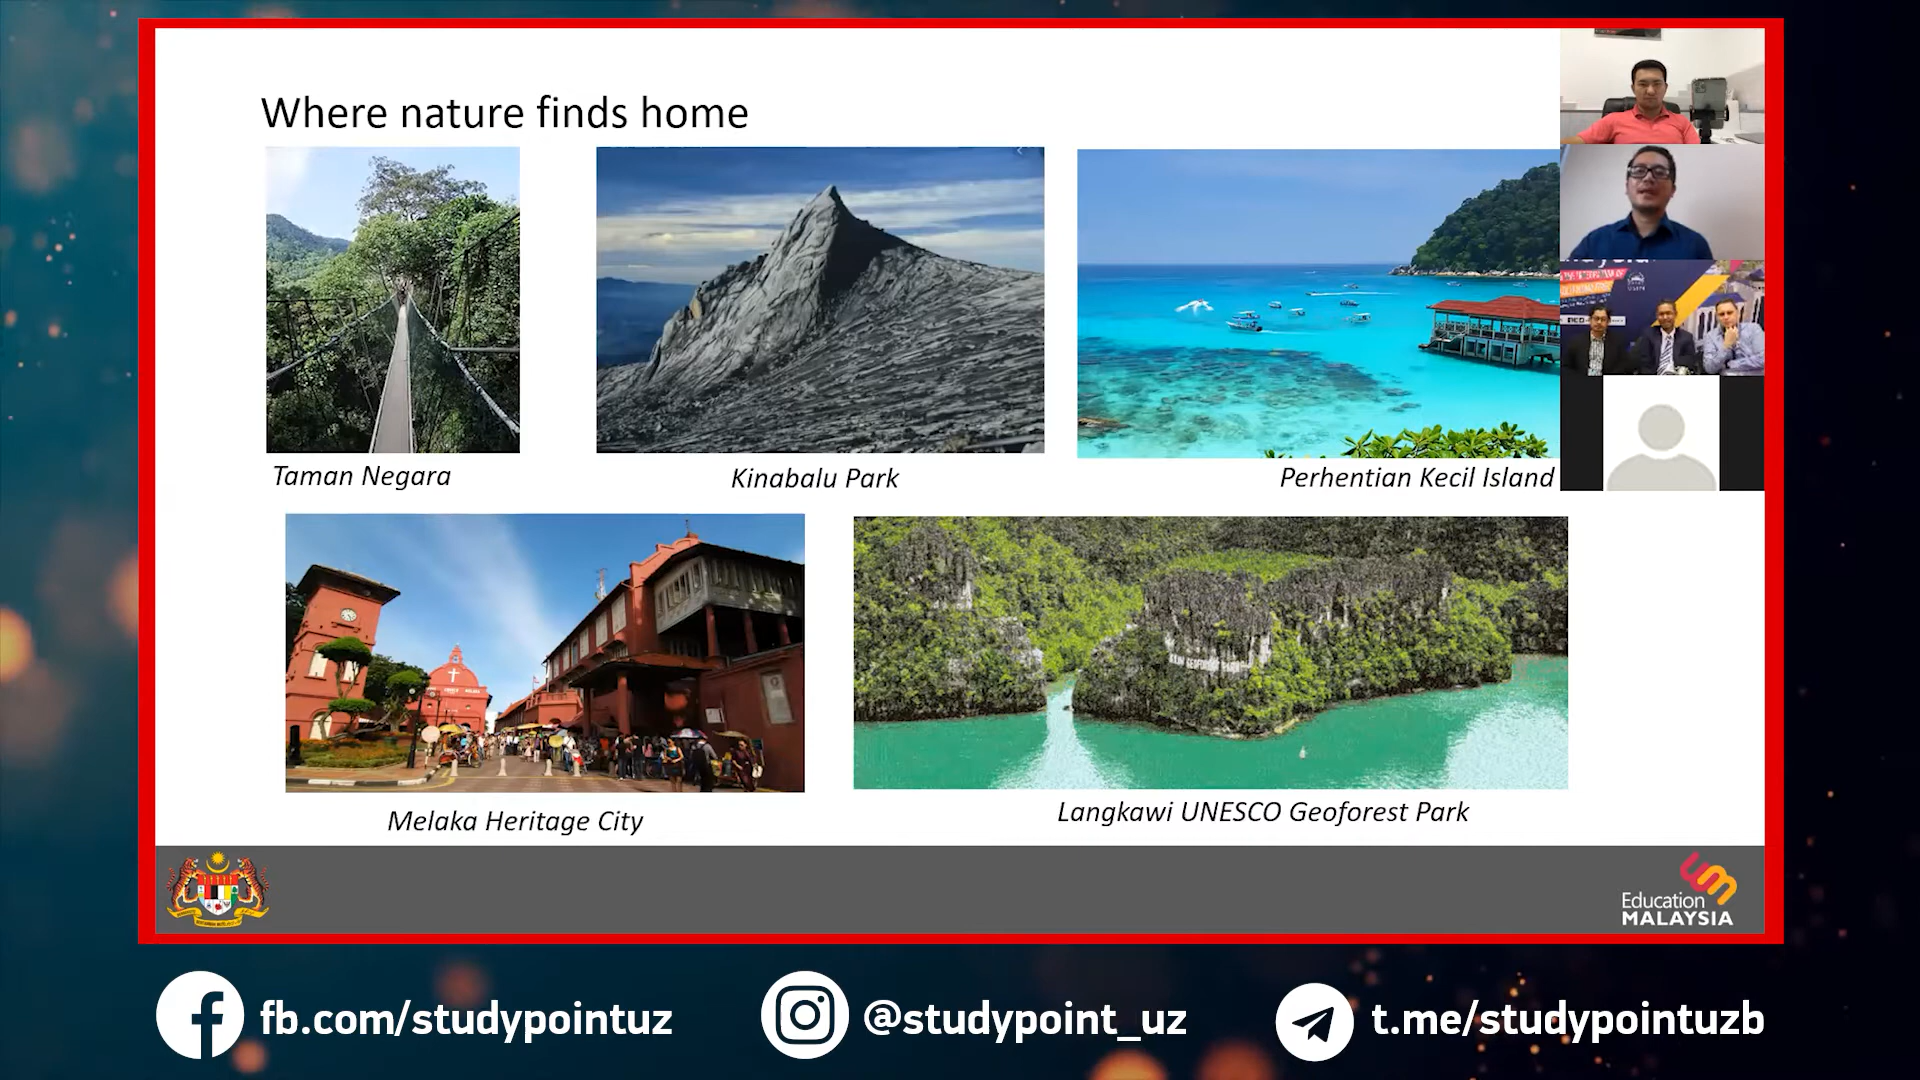 Where nature finds home
Taman Negara
Kinabalu Park
Perhentian Kecil Island
Melaka Heritage City
Langkawi UNESCO Geoforest Park
Education
MALAYSIA
fb.com/studypointuz
@studypoint_uz
t.me/studypointuzb